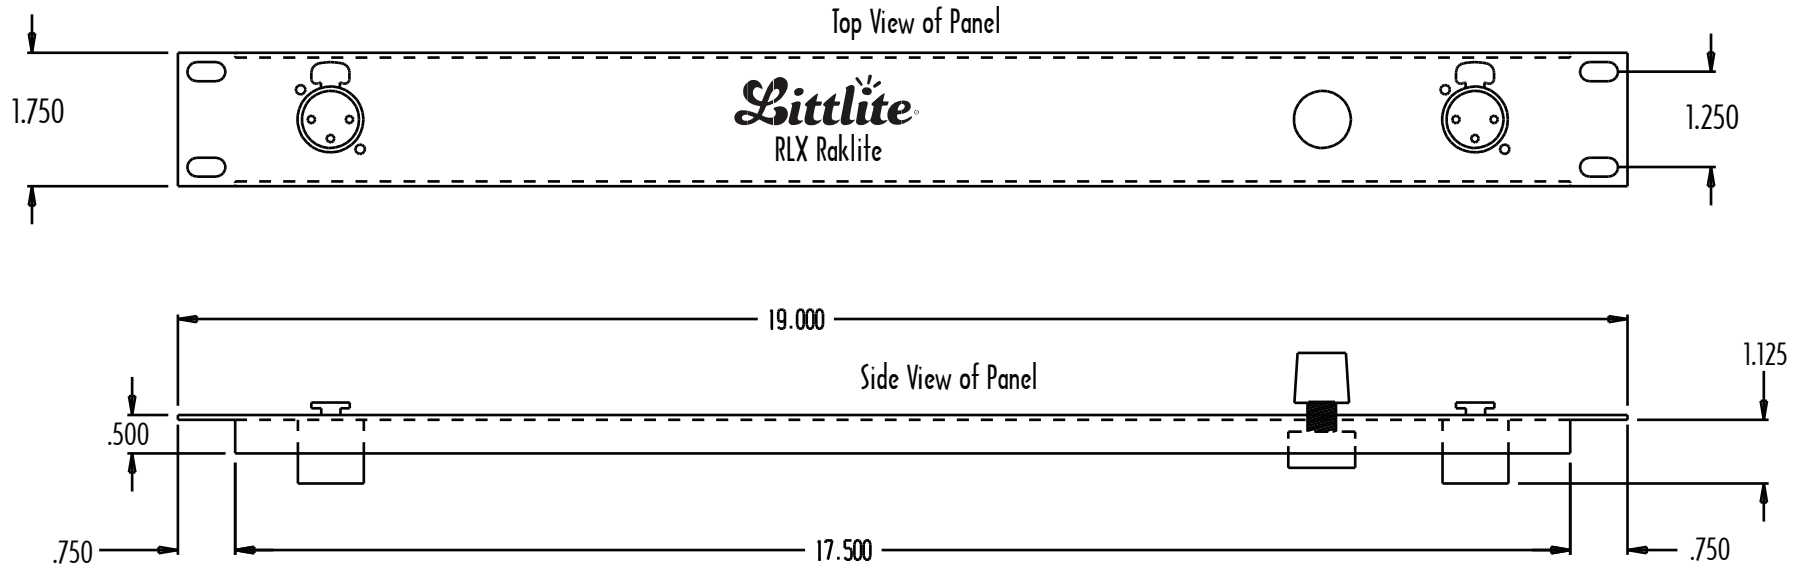 Top View of Panel
1.750
Littlite®
RLX Raklite
1.250
19.000
Side View of Panel
1.125
.500
.750
17.500
.750